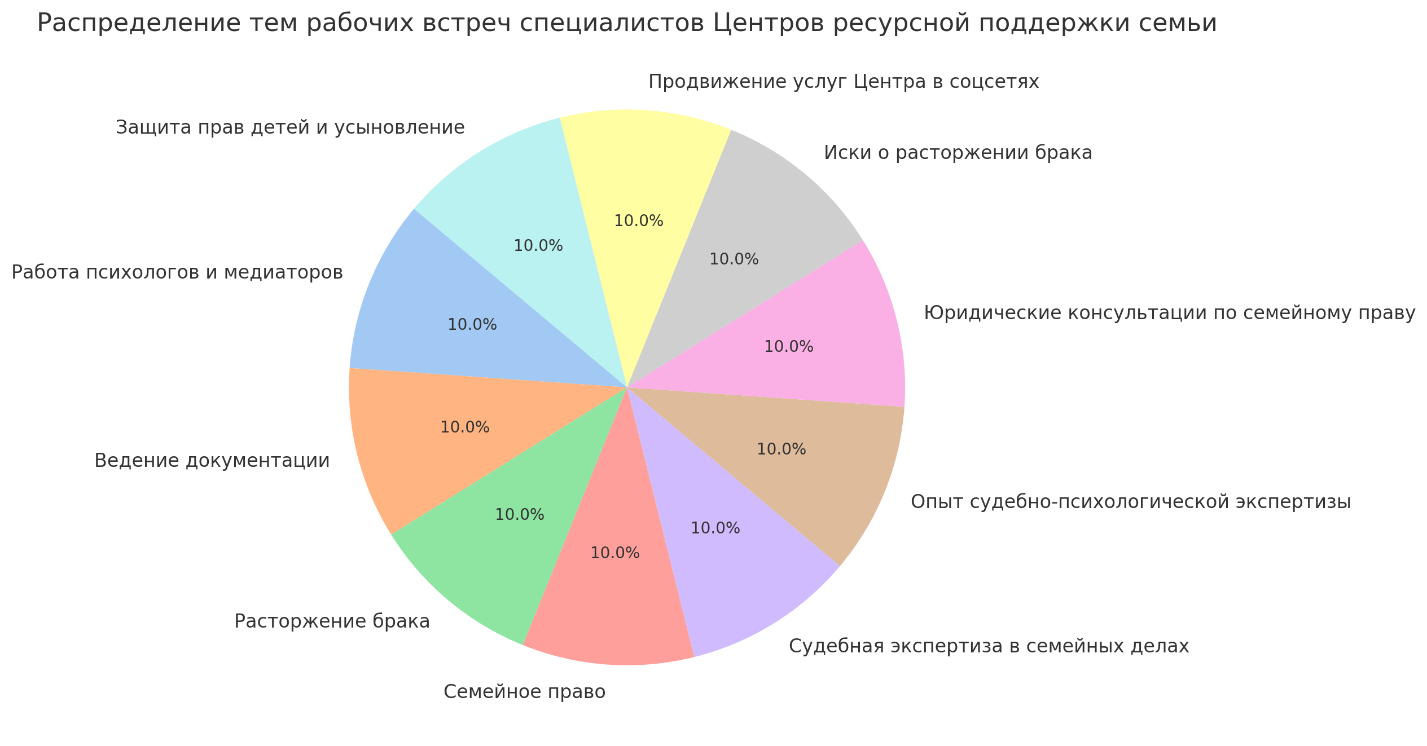 Распределение тем рабочих встреч специалистов Центров ресурсной поддержки семьи
Продвижение услуг Центра в соцсетях
Защита прав детей и усыновление
Иски о расторжении брака
10.0%
10.0%
10.0%
Работа психологов и медиаторов
Юридические консультации по семейному праву
10.0%
10.0%
10.0%
10.0%
Ведение документации
Опыт судебно-психологической экспертизы
10.0%
10.0%
10.0%
Расторжение брака
Судебная экспертиза в семейных делах
Семейное право